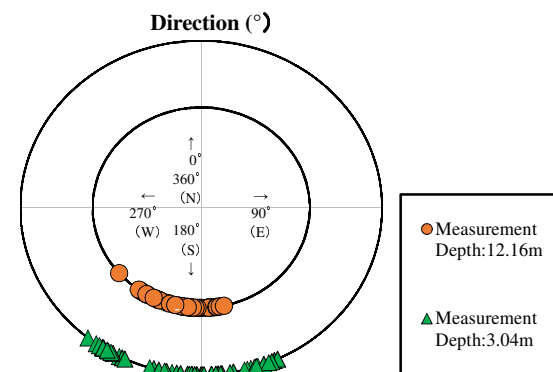 Direction (°)
↑
0°
360°
(N)
←
270°
(W)
→
90°
(E)
180°
(S)
↓
Measurement
Depth:12.16m
Measurement
Depth:3.04m